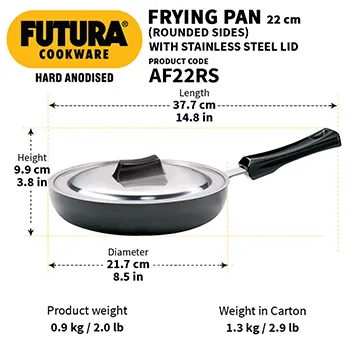 FUTURA®
COOKWARE
HARD ANODISED
FRYING PAN 22 cm
(ROUNDED SIDES)
WITH STAINLESS STEEL LID
PRODUCT CODE
AF22RS
Length
37.7 cm
14.8 in
Height
9.9 cm
3.8 in
Diameter
21.7 cm
8.5 in
Product weight
0.9 kg / 2.0 lb
Weight in Carton
1.3 kg / 2.9 lb